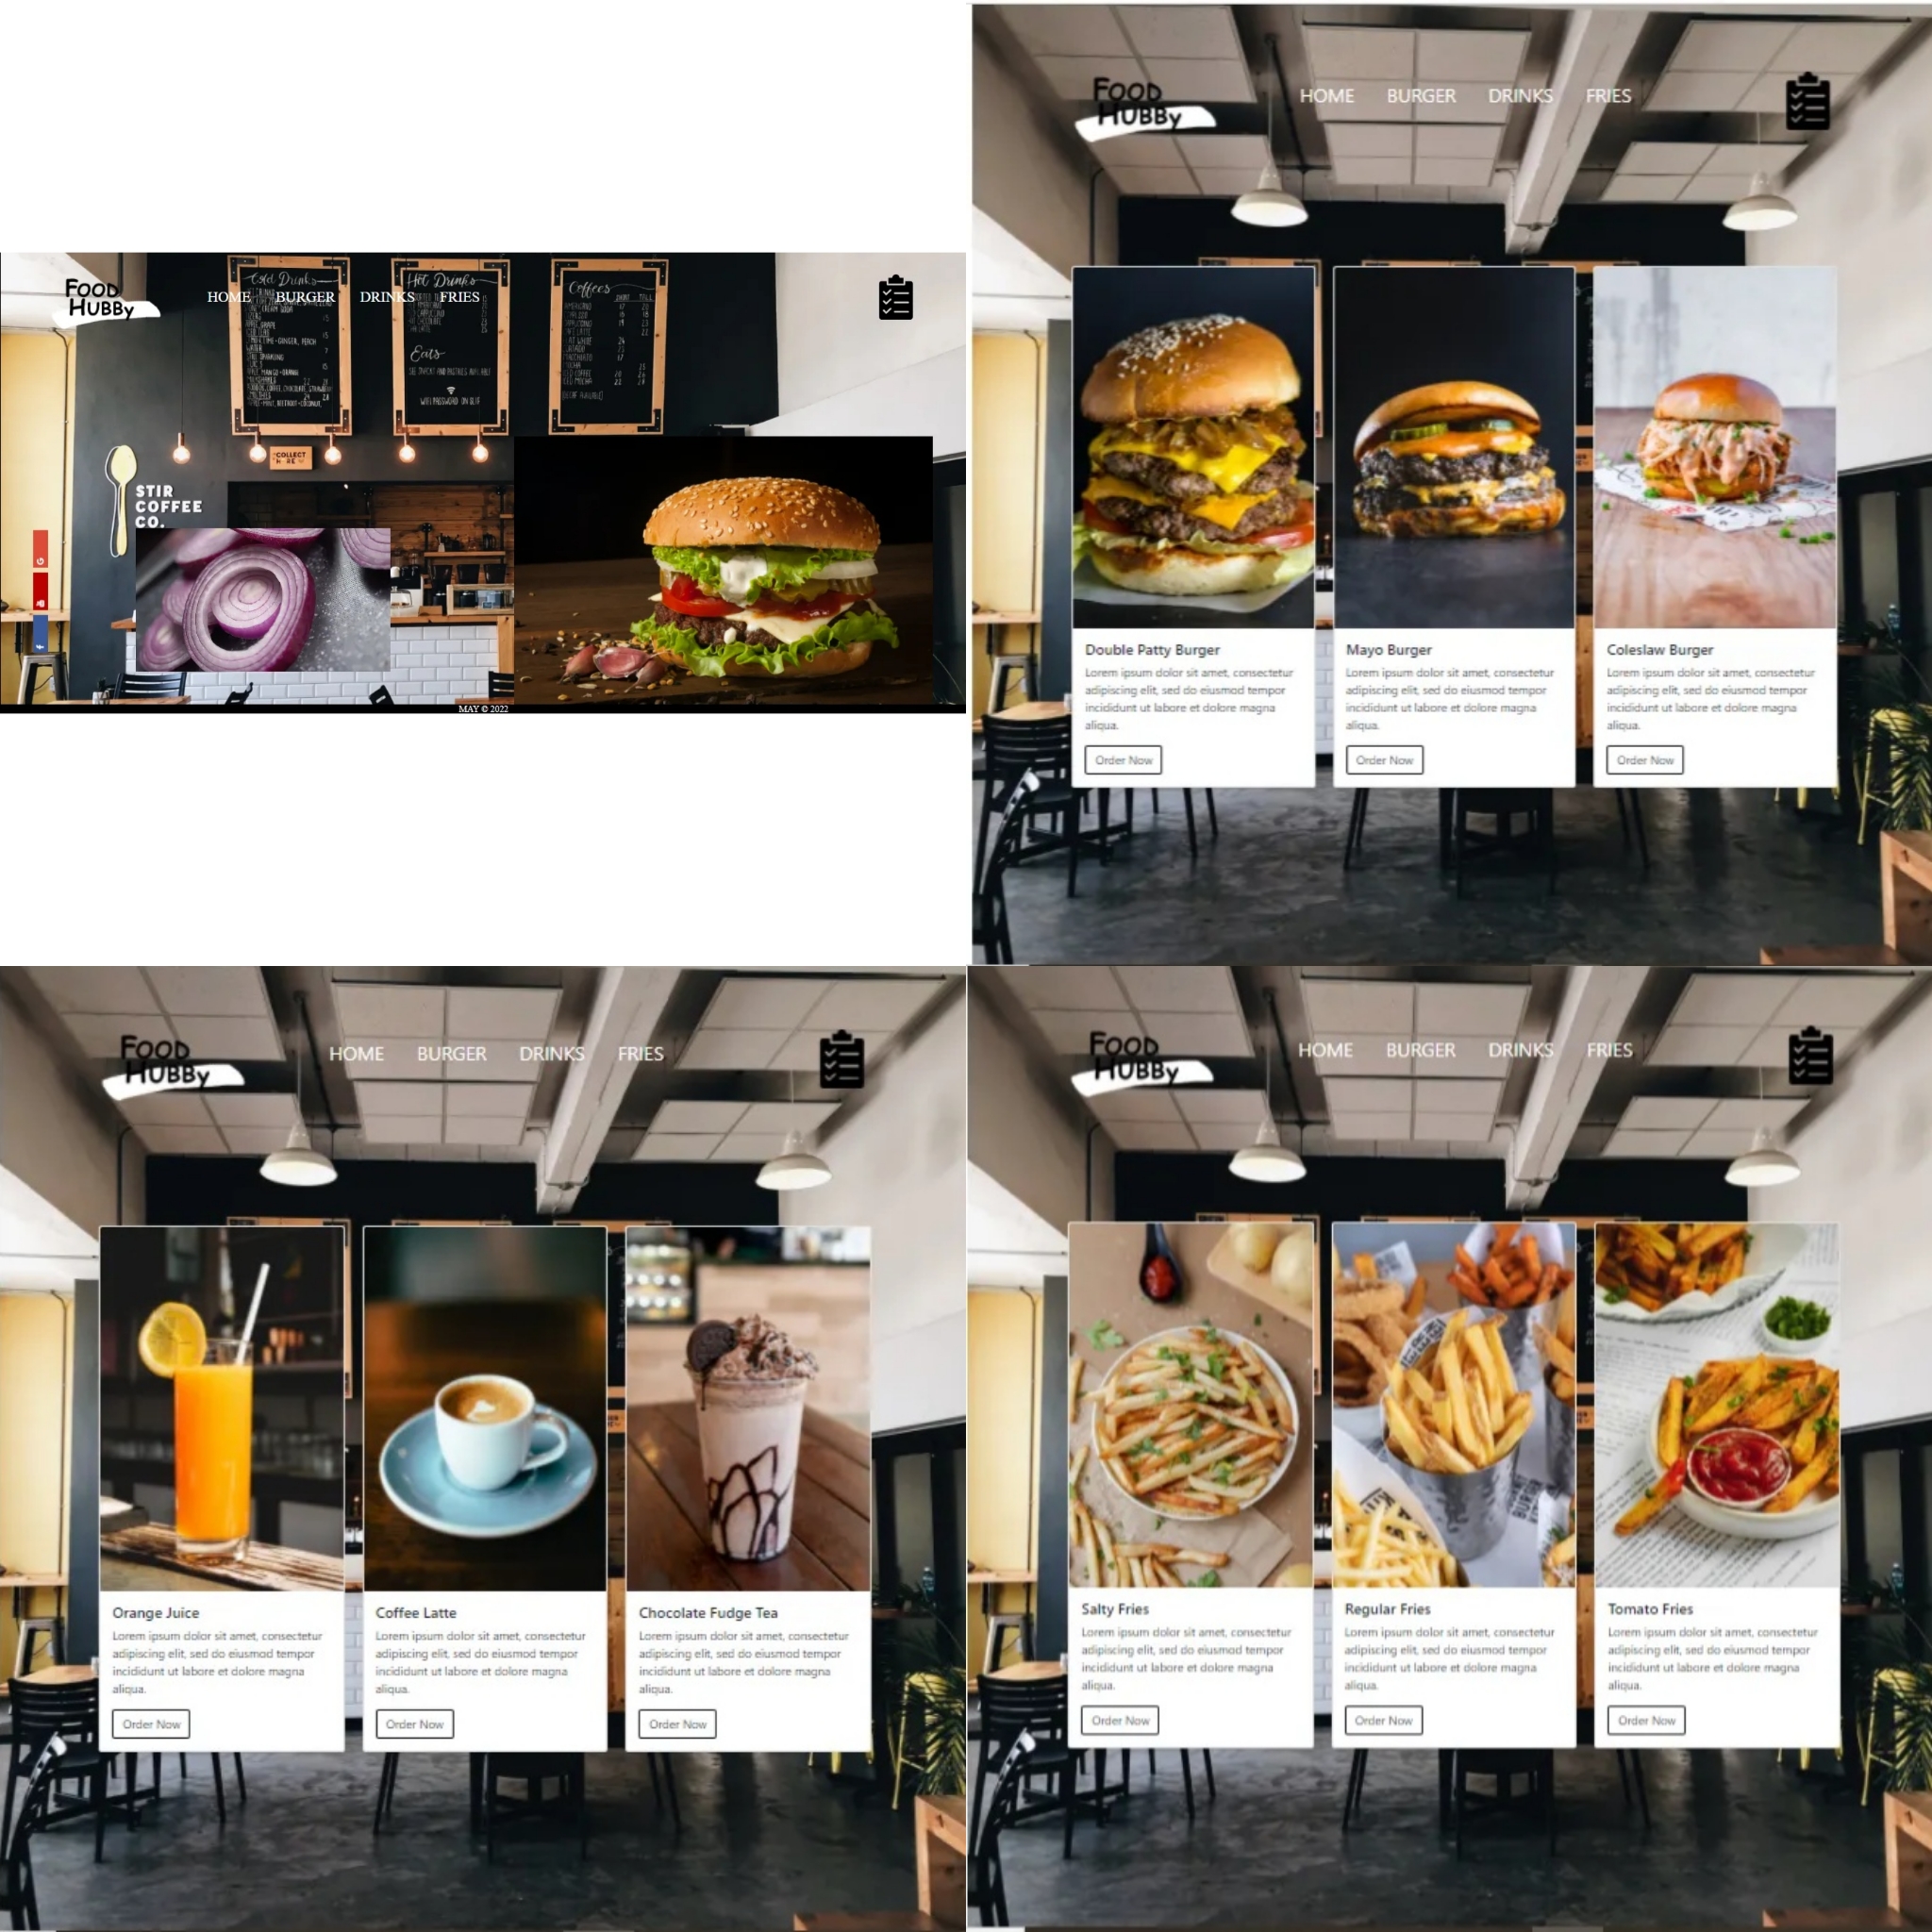 FOOD
HUBBy
HOME BURGER DRINKS FRIES
Cold Drinks
Hot Drinks
Coffees
SHORT TALL
Eats
WIFI PASSWORD ON SLIP
COLLECT
STIR
COFFEE
CO.
G
f
MAY © 2022
FOOD
HUBBy
HOME BURGER DRINKS FRIES
Double Patty Burger
Lorem ipsum dolor sit amet, consectetur
adipiscing elit, sed do eiusmod tempor
incididunt ut labore et dolore magna
aliqua.
Order Now
Mayo Burger
Lorem ipsum dolor sit amet, consectetur
adipiscing elit, sed do eiusmod tempor
incididunt ut labore et dolore magna
aliqua.
Order Now
Coleslaw Burger
Lorem ipsum dolor sit amet, consectetur
adipiscing elit, sed do eiusmod tempor
incididunt ut labore et dolore magna
aliqua.
Order Now
FOOD
HUBBy
HOME BURGER DRINKS FRIES
Orange Juice
Lorem ipsum dolor sit amet, consectetur
adipiscing elit, sed do eiusmod tempor
incididunt ut labore et dolore magna
aliqua.
Order Now
Coffee Latte
Lorem ipsum dolor sit amet, consectetur
adipiscing elit, sed do eiusmod tempor
incididunt ut labore et dolore magna
aliqua.
Order Now
Chocolate Fudge Tea
Lorem ipsum dolor sit amet, consectetur
adipiscing elit, sed do eiusmod tempor
incididunt ut labore et dolore magna
aliqua.
Order Now
FOOD
HUBBy
HOME BURGER DRINKS FRIES
Salty Fries
Lorem ipsum dolor sit amet, consectetur
adipiscing elit, sed do eiusmod tempor
incididunt ut labore et dolore magna
aliqua.
Order Now
Regular Fries
Lorem ipsum dolor sit amet, consectetur
adipiscing elit, sed do eiusmod tempor
incididunt ut labore et dolore magna
aliqua.
Order Now
Tomato Fries
Lorem ipsum dolor sit amet, consectetur
adipiscing elit, sed do eiusmod tempor
incididunt ut labore et dolore magna
aliqua.
Order Now